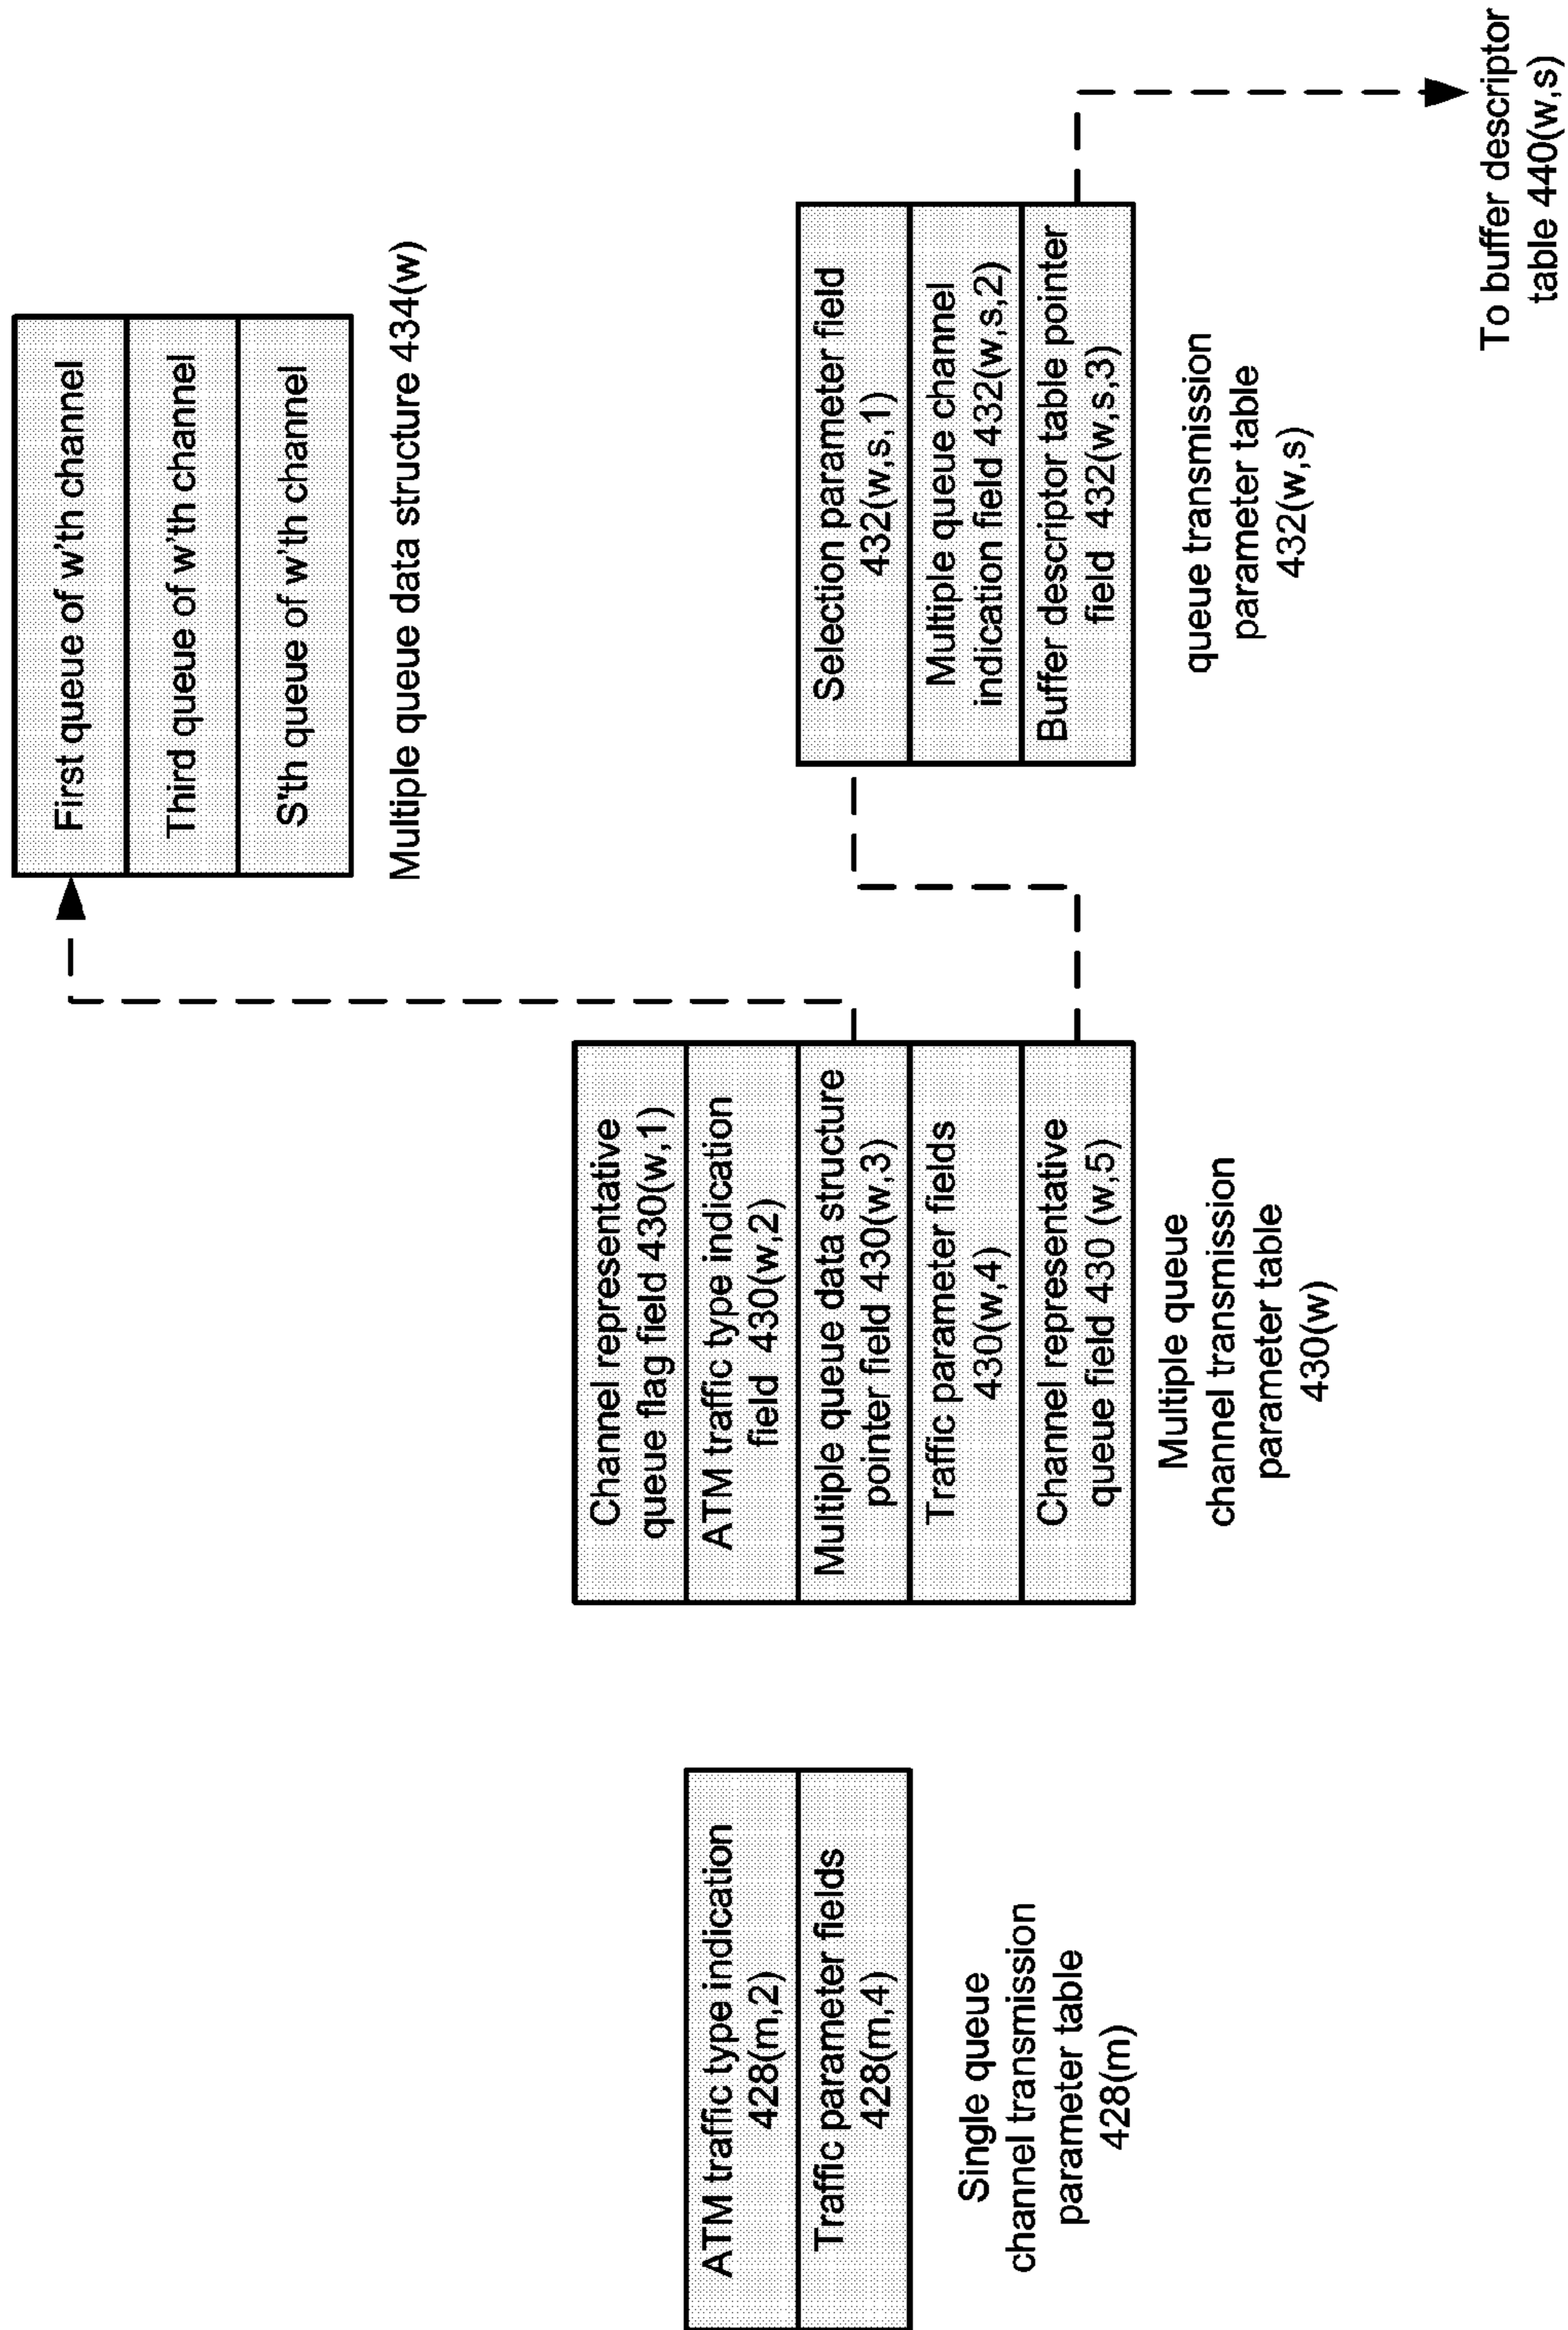 First queue of w'th channel
Third queue of w'th channel
S'th queue of w'th channel
Multiple queue data structure 434(w)
ATM traffic type indication
428(m,2)
Traffic parameter fields
428(m,4)
Single queue
channel transmission
parameter table
428(m)
Channel representative
queue flag field 430(w,1)
ATM traffic type indication
field 430(w,2)
Multiple queue data structure
pointer field 430(w,3)
Traffic parameter fields
430(w,4)
Channel representative
queue field 430 (w,5)
Multiple queue
channel transmission
parameter table
430(w)
Selection parameter field
432(w,s,1)
Multiple queue channel
indication field 432(w,s,2)
Buffer descriptor table pointer
field 432(w,s,3)
queue transmission
parameter table
432(w,s)
To buffer descriptor
table 440(w,s)